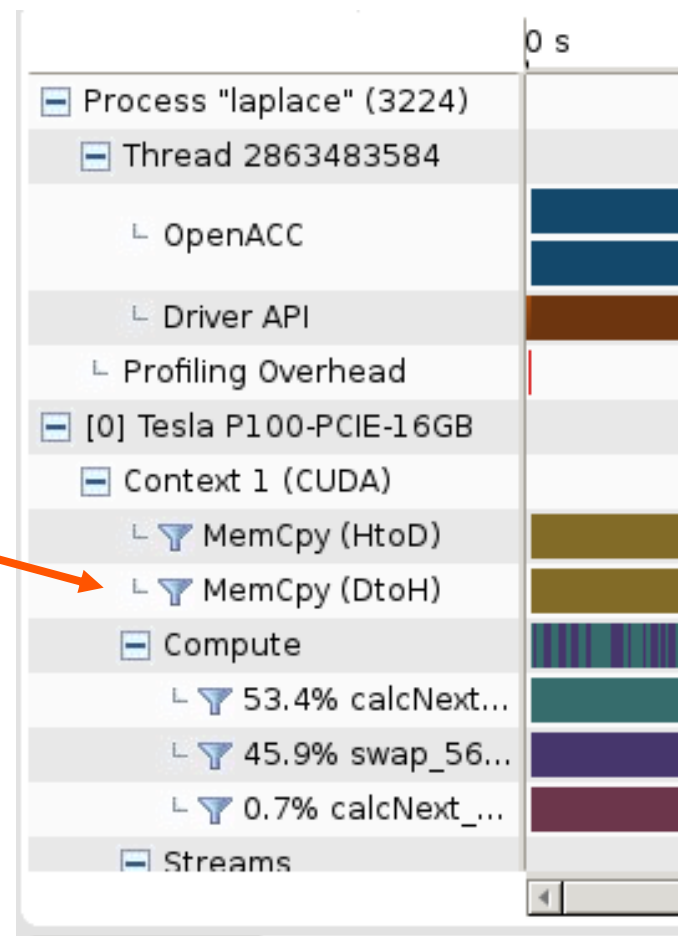 0 s
Process "laplace" (3224)
Thread 2863483584
OpenACC
Driver API
Profiling Overhead
[0] Tesla P100-PCIE-16GB
Context 1 (CUDA)
MemCpy (HtoD)
MemCpy (DtoH)
Compute
53.4% calcNext...
45.9% swap_56...
0.7% calcNext_...
Streams